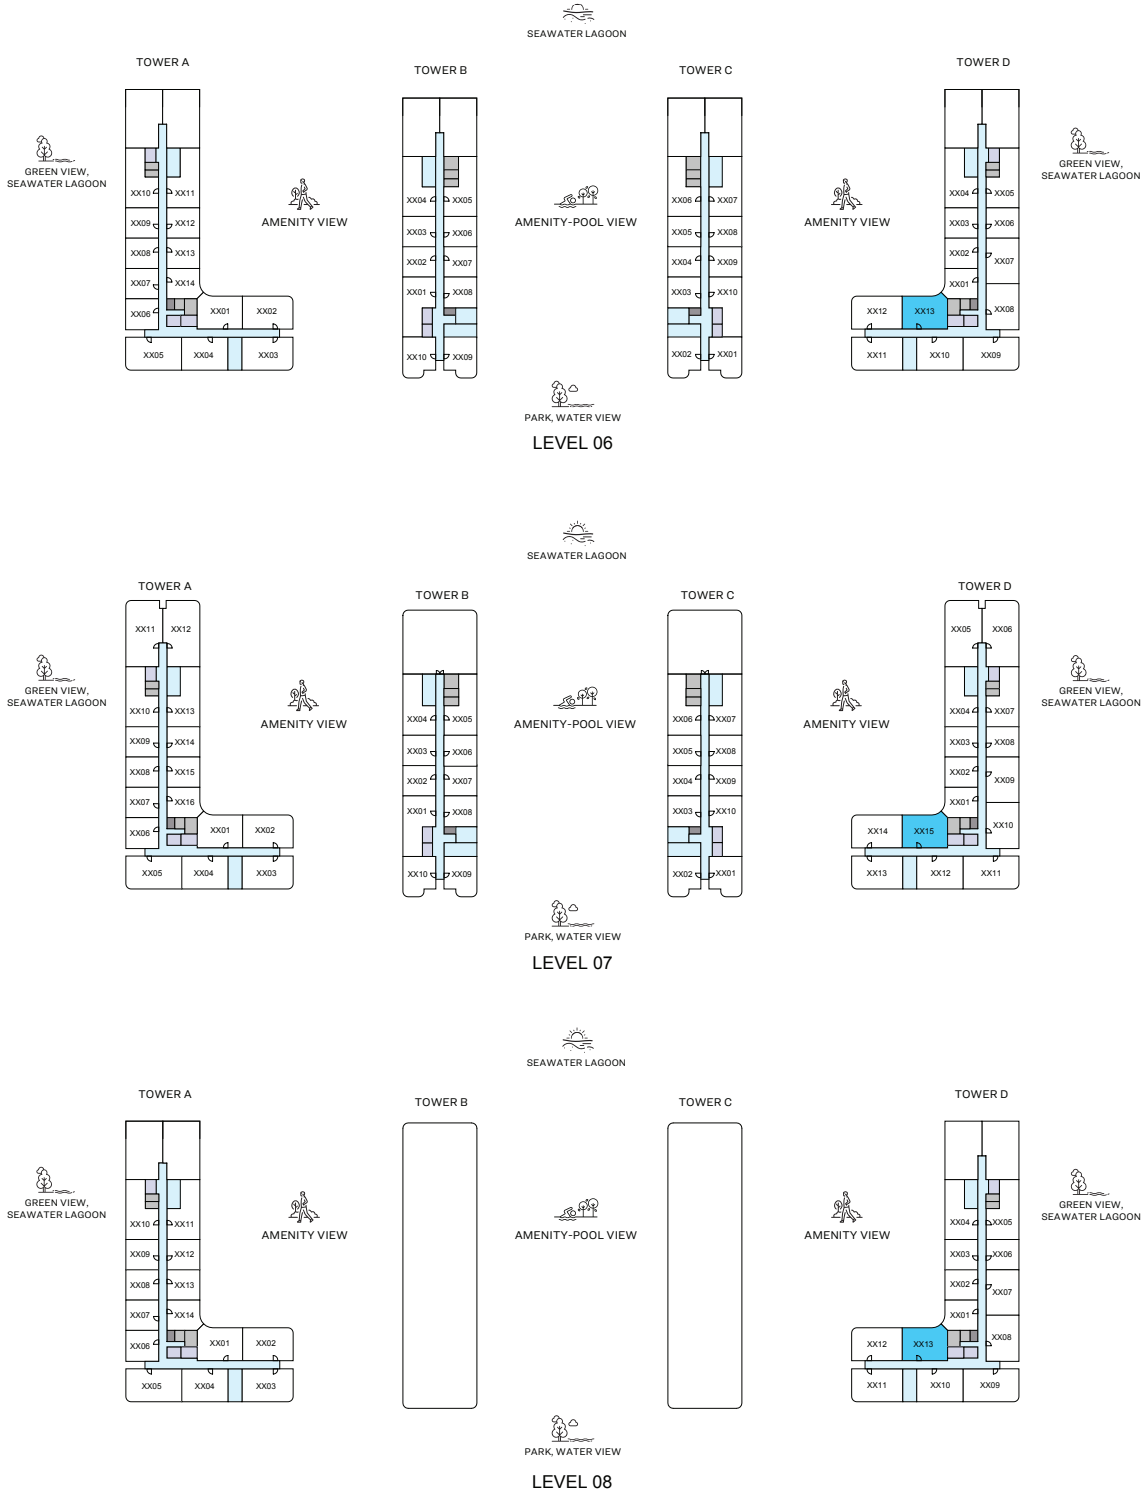 SEAWATER LAGOON
TOWER A
TOWER B
TOWER C
TOWER D
GREEN VIEW,
SEAWATER LAGOON
AMENITY VIEW
AMENITY-POOL VIEW
AMENITY VIEW
GREEN VIEW,
SEAWATER LAGOON
XX10 XX11
XX09 XX12
XX08 XX13
XX07 XX14
XX06 XX01 XX02
XX05 XX04 XX03
XX04 XX05
XX03 XX06
XX02 XX07
XX01 XX08
XX10 XX09
XX06 XX07
XX05 XX08
XX04 XX09
XX03 XX10
XX02 XX01
XX04 XX05
XX03 XX06
XX02 XX07
XX01
XX12 XX13 XX08
XX11 XX10 XX09
PARK, WATER VIEW
LEVEL 06
SEAWATER LAGOON
TOWER A
TOWER B
TOWER C
TOWER D
GREEN VIEW,
SEAWATER LAGOON
AMENITY VIEW
AMENITY-POOL VIEW
AMENITY VIEW
GREEN VIEW,
SEAWATER LAGOON
XX11 XX12
XX10 XX13
XX09 XX14
XX08 XX15
XX07 XX16
XX06 XX01 XX02
XX05 XX04 XX03
XX04 XX05
XX03 XX06
XX02 XX07
XX01 XX08
XX10 XX09
XX06 XX07
XX05 XX08
XX04 XX09
XX03 XX10
XX02 XX01
XX05 XX06
XX04 XX07
XX03 XX08
XX02 XX09
XX01
XX14 XX15 XX10
XX13 XX12 XX11
PARK, WATER VIEW
LEVEL 07
SEAWATER LAGOON
TOWER A
TOWER B
TOWER C
TOWER D
GREEN VIEW,
SEAWATER LAGOON
AMENITY VIEW
AMENITY-POOL VIEW
AMENITY VIEW
GREEN VIEW,
SEAWATER LAGOON
XX10 XX11
XX09 XX12
XX08 XX13
XX07 XX14
XX06 XX01 XX02
XX05 XX04 XX03
XX04 XX05
XX03 XX06
XX02 XX07
XX01
XX12 XX13 XX08
XX11 XX10 XX09
PARK, WATER VIEW
LEVEL 08